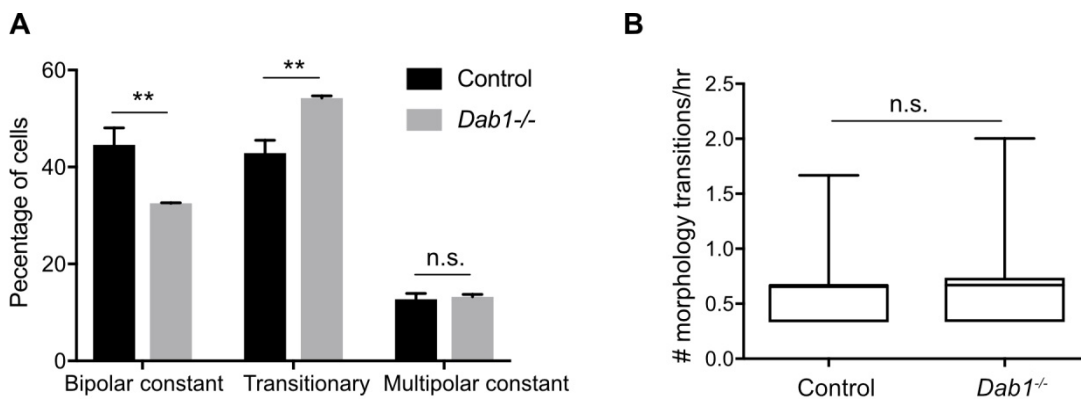 A
60
40
20
0
Pecentage of cells
**
**
n.s.
Control
Dab1-/-
Bipolar constant
Transitionary
Multipolar constant
B
2.5
2.0
1.5
1.0
0.5
0.0
# morphology transitions/hr
n.s.
Control
Dab1-/-